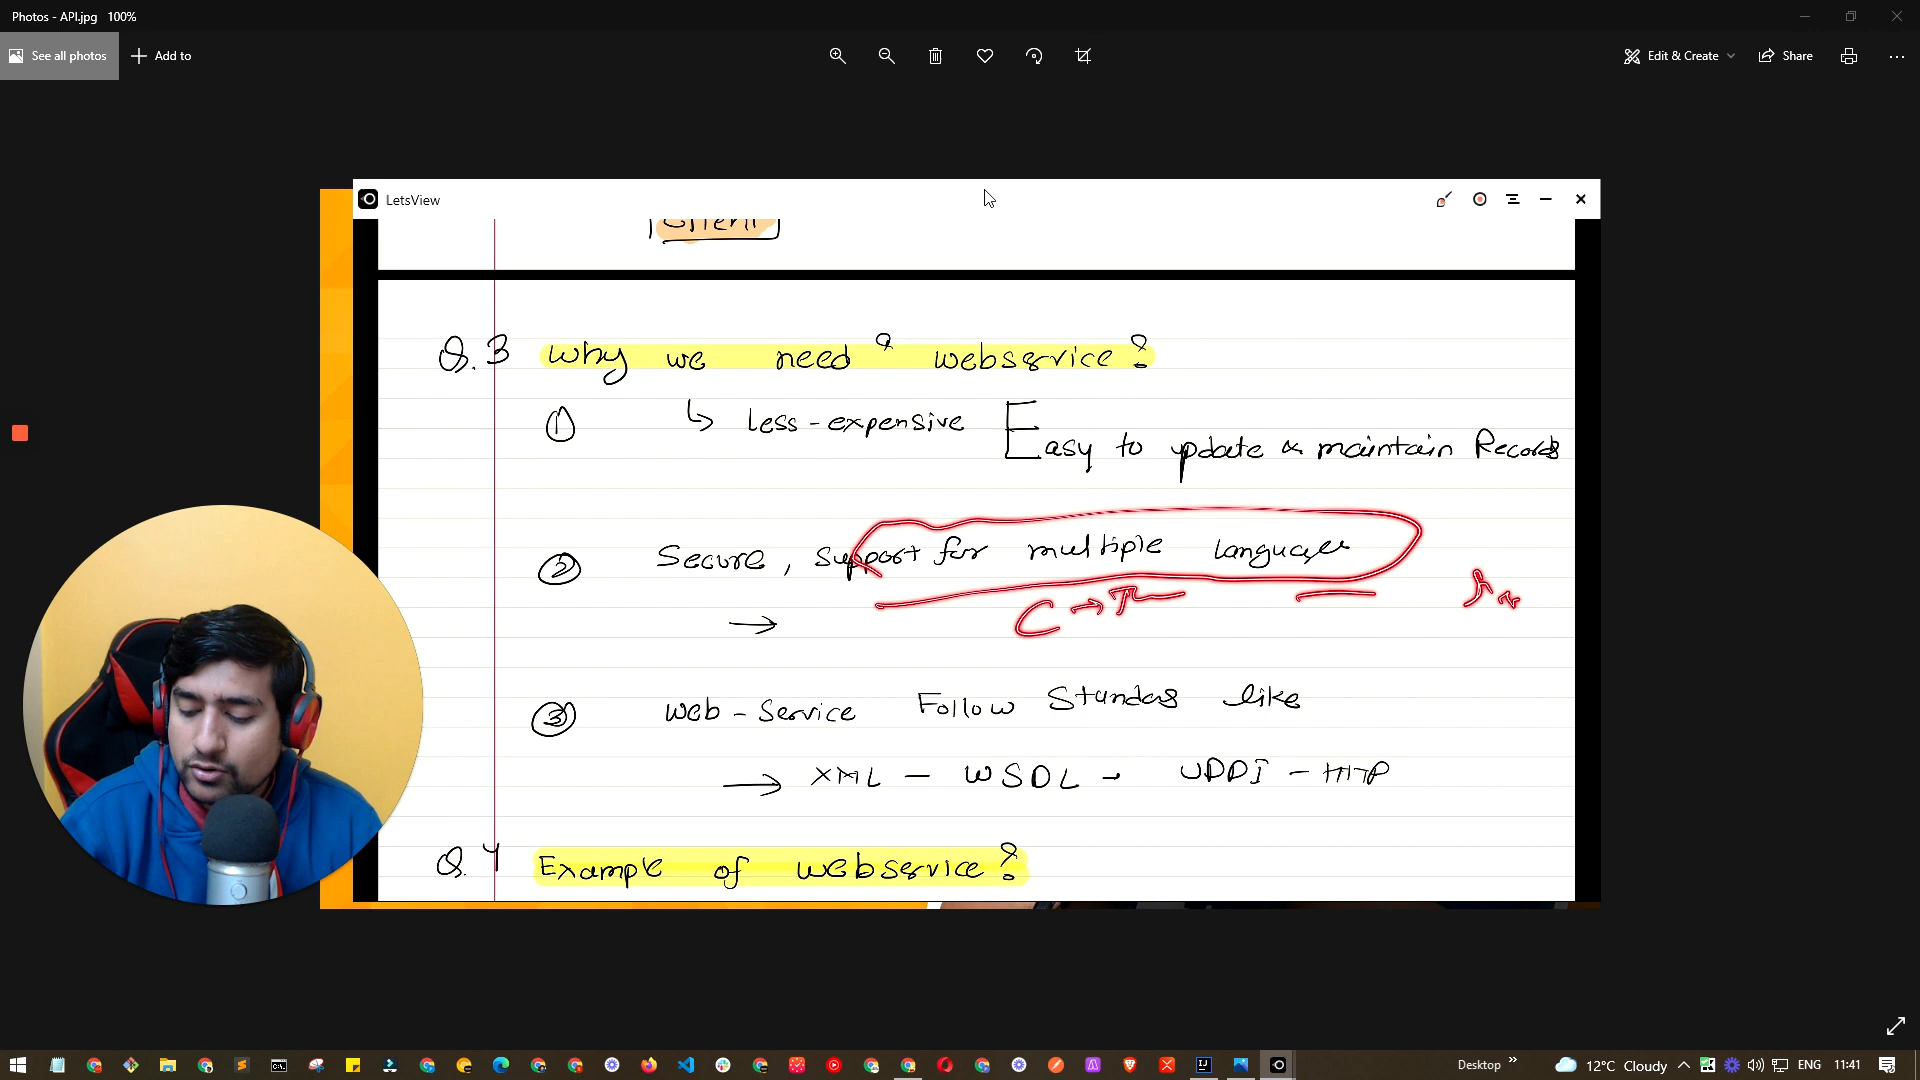 Photos - API.jpg 100%
See all photos
Add to
Edit & Create
Share
LetsView
Client
Q.3 Why we need a webservice?
① ↳ Less-expensive Easy to update & maintain Records
② Secure, Support for multiple languages
C →
→
③ Web-Service Follow Standars like
→ XML - WSDL - UDDI - HTTP
Q.4 Example of webservice?
Desktop
12°C Cloudy
ENG
11:41